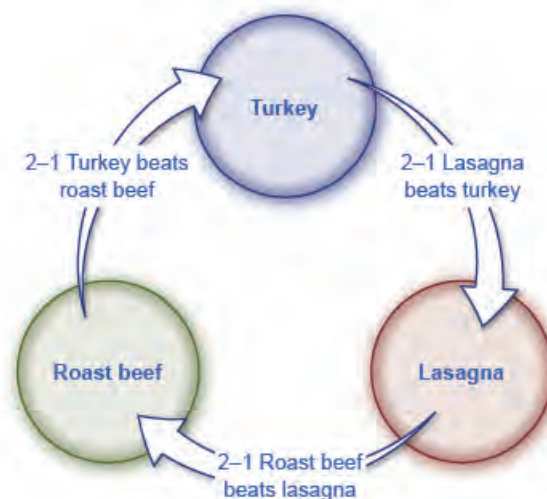 Turkey
2–1 Turkey beats
roast beef
2–1 Lasagna
beats turkey
Roast beef
Lasagna
2–1 Roast beef
beats lasagna